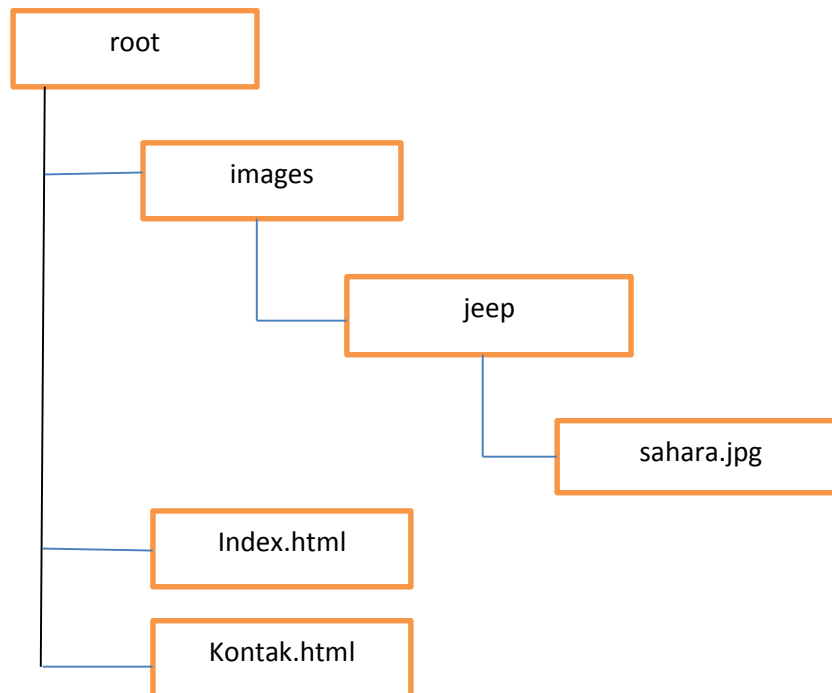 root
images
jeep
sahara.jpg
Index.html
Kontak.html